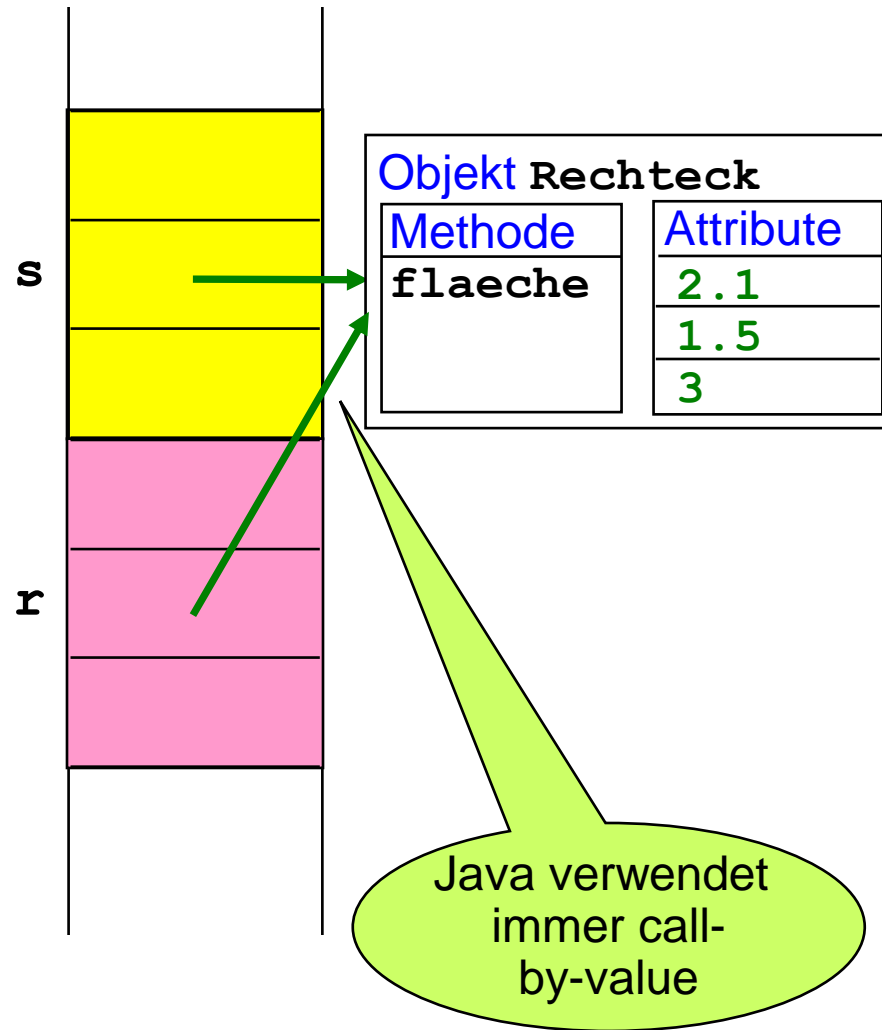 Objekt Rechteck
Methode
flaeche
Attribute
2.1
1.5
3
s
r
Java verwendet
immer call-
by-value